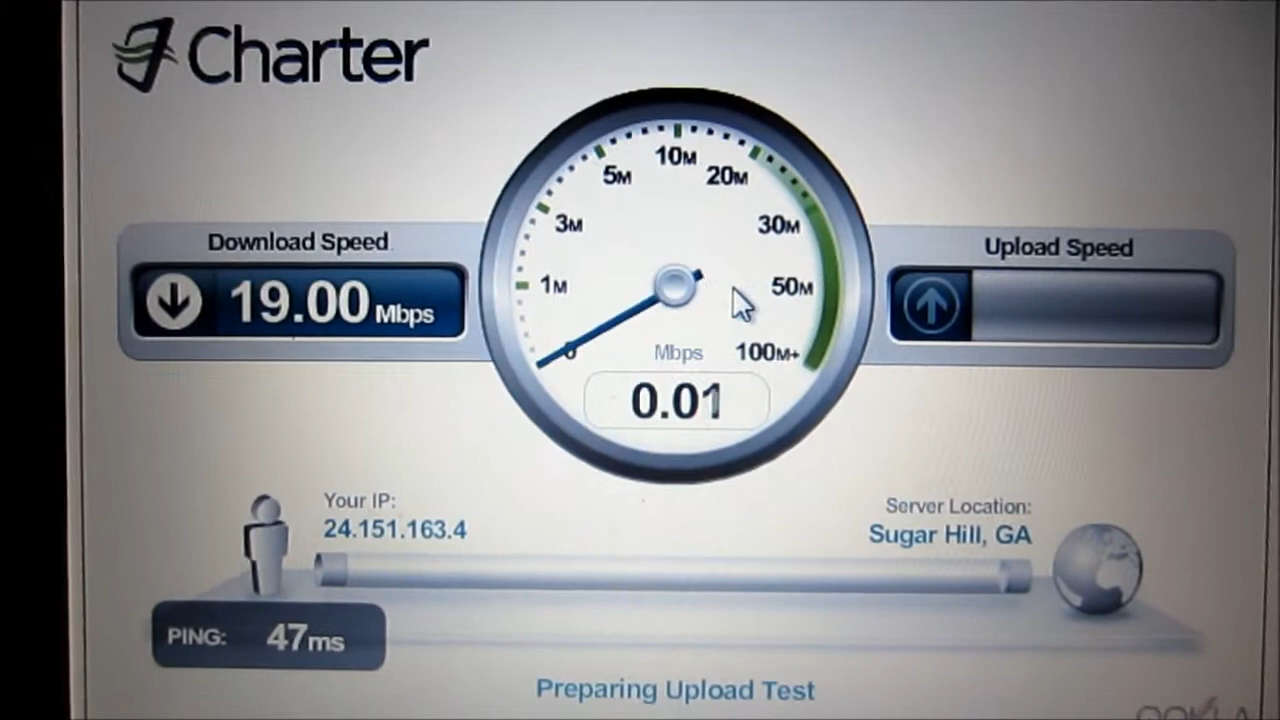 Charter
10M
5M
20M
3M
30M
Download Speed
Upload Speed
1M
50M
19.00 Mbps
0
Mbps
100M+
0.01
Your IP:
24.151.163.4
Server Location:
Sugar Hill, GA
PING: 47ms
Preparing Upload Test
OOKLA